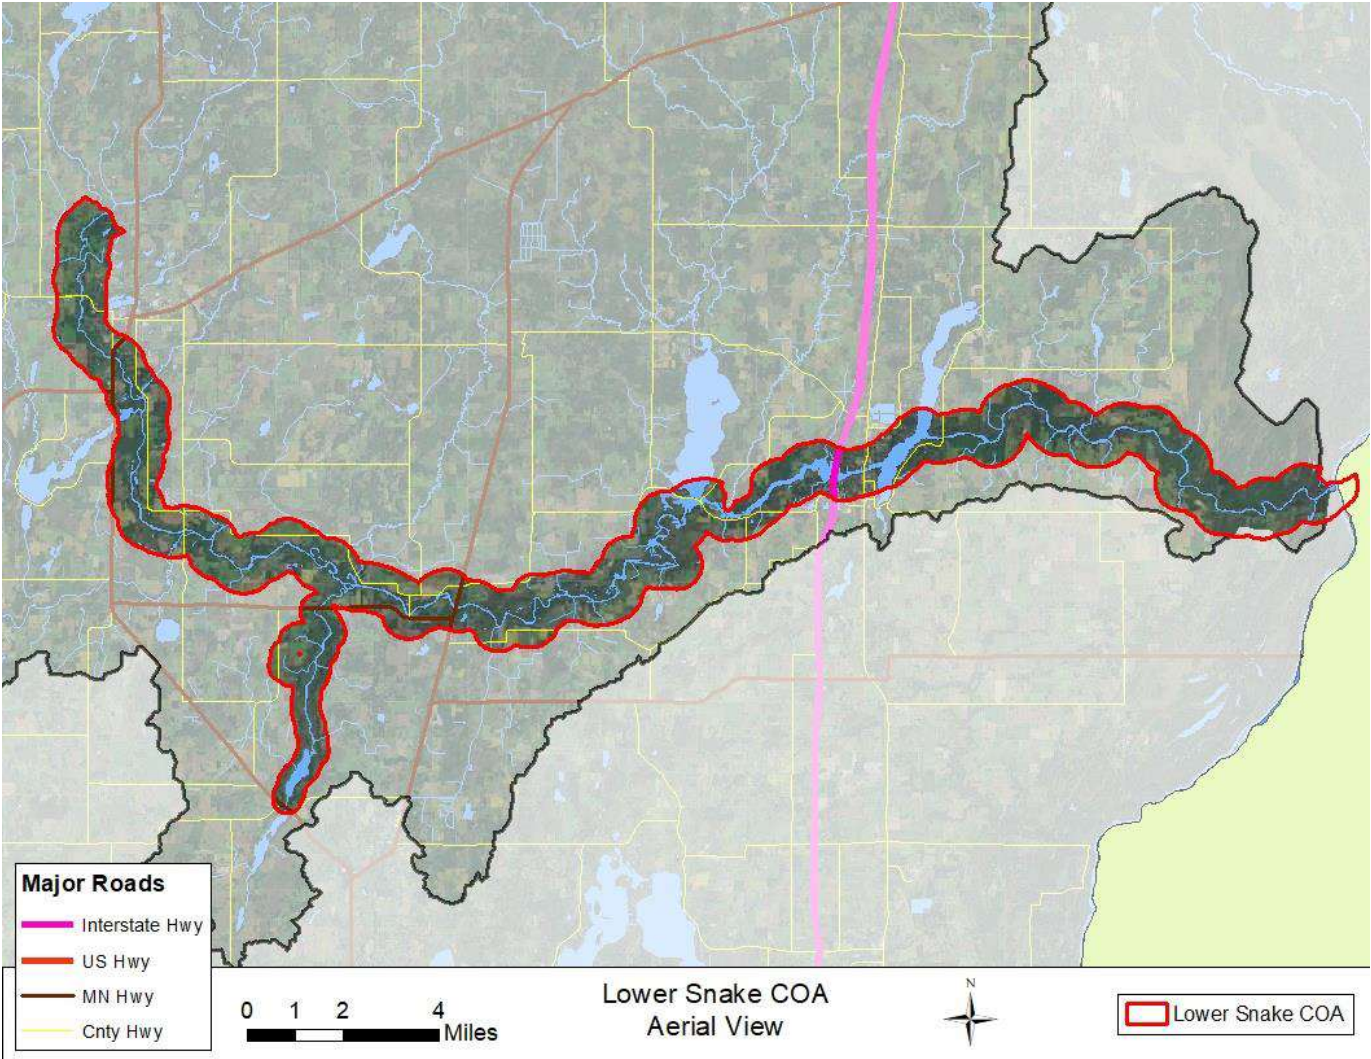 Major Roads
Interstate Hwy
US Hwy
MN Hwy
Cnty Hwy
0 1 2 4
Miles
Lower Snake COA
Aerial View
N
Lower Snake COA